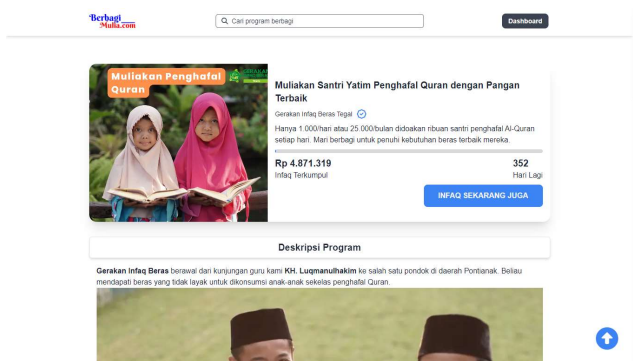 Berbagi
Mulia.com
Cari program berbagi
Dashboard
Muliakan Penghafal
Quran
GERAKAN
Muliakan Santri Yatim Penghafal Quran dengan Pangan
Terbaik
Gerakan Infaq Beras Tegal
Hanya 1.000/hari atau 25.000/bulan didoakan ribuan santri penghafal Al-Quran
setiap hari. Mari berbagi untuk penuhi kebutuhan beras terbaik mereka.
Rp 4.871.319
352
Infaq Terkumpul
Hari Lagi
INFAQ SEKARANG JUGA
Deskripsi Program
Gerakan Infaq Beras berawal dari kunjungan guru kami KH. Luqmanulhakim ke salah satu pondok di daerah Pontianak. Beliau
mendapati beras yang tidak layak untuk dikonsumsi anak-anak sekelas penghafal Quran.